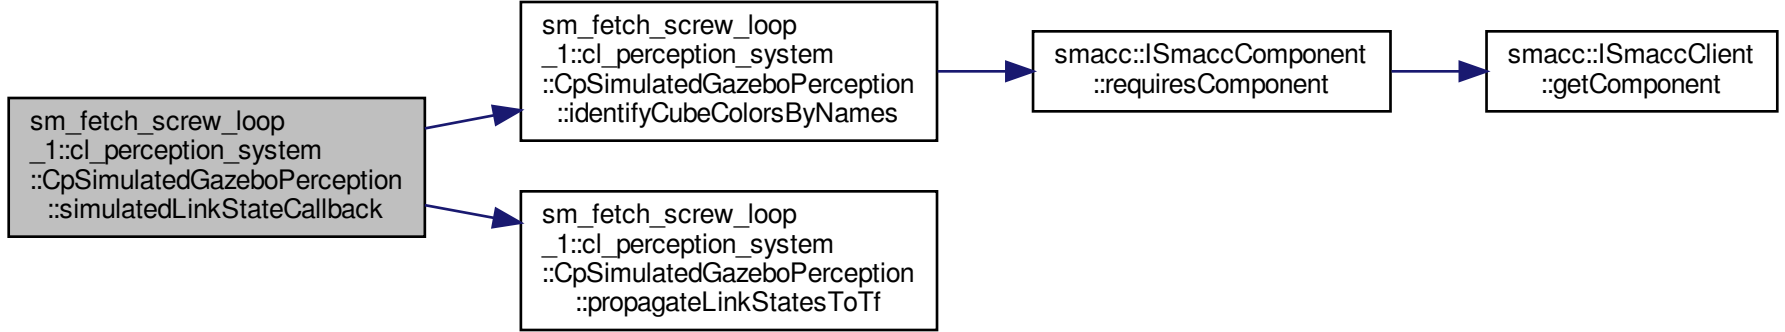 sm_fetch_screw_loop
_1::cl_perception_system
::CpSimulatedGazeboPerception
::simulatedLinkStateCallback
sm_fetch_screw_loop
_1::cl_perception_system
::CpSimulatedGazeboPerception
::identifyCubeColorsByNames
smacc::ISmaccComponent
::requiresComponent
smacc::ISmaccClient
::getComponent
sm_fetch_screw_loop
_1::cl_perception_system
::CpSimulatedGazeboPerception
::propagateLinkStatesToTf